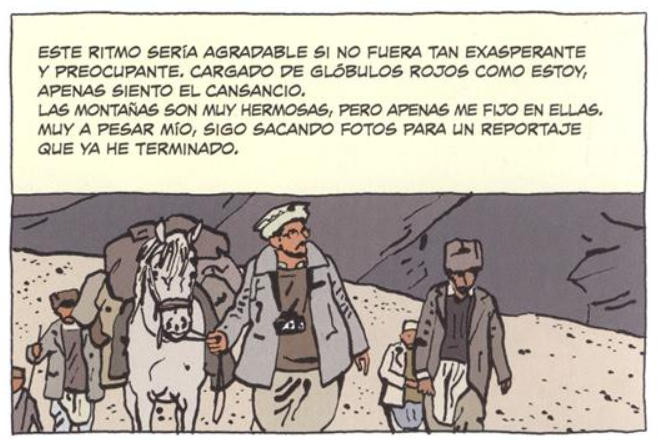 ESTE RITMO SERÍA AGRADABLE SI NO FUERA TAN EXASPERANTE
Y PREOCUPANTE. CARGADO DE GLÓBULOS ROJOS COMO ESTOY,
APENAS SIENTO EL CANSANCIO.
LAS MONTAÑAS SON MUY HERMOSAS, PERO APENAS ME FIJO EN ELLAS.
MUY A PESAR MÍO, SIGO SACANDO FOTOS PARA UN REPORTAJE
QUE YA HE TERMINADO.